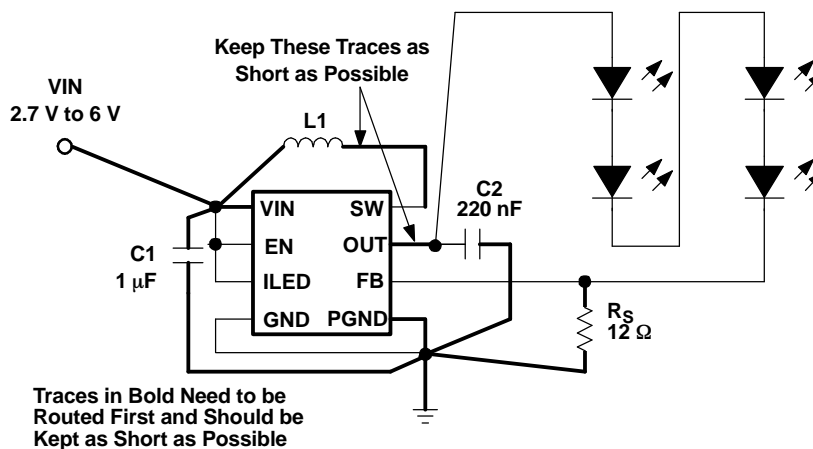 Keep These Traces as
Short as Possible
VIN
2.7 V to 6 V
L1
C2
220 nF
VIN
SW
EN
OUT
ILED
FB
GND
PGND
C1
1 μF
RS
12 Ω
Traces in Bold Need to be
Routed First and Should be
Kept as Short as Possible